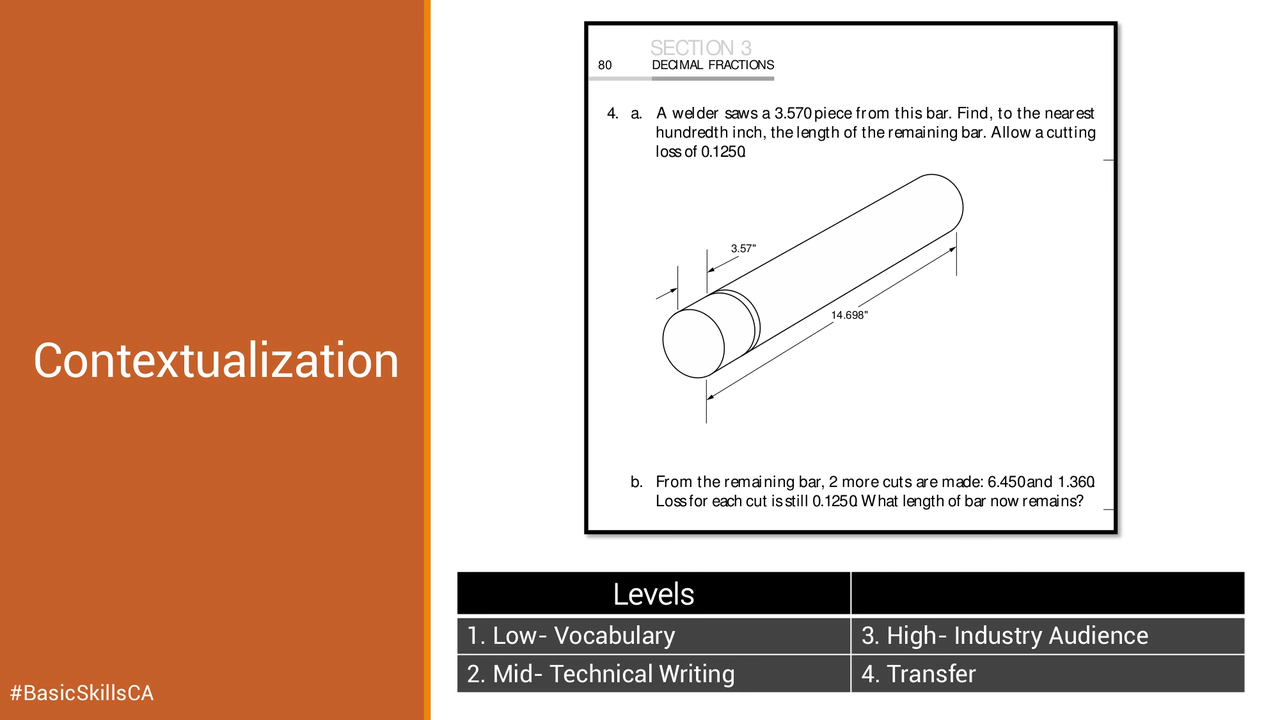 Contextualization
#BasicSkillsCA
SECTION 3
80 DECIMAL FRACTIONS
4. a. A welder saws a 3.570 piece from this bar. Find, to the nearest
hundredth inch, the length of the remaining bar. Allow a cutting
loss of 0.1250.
3.57"
14.698"
b. From the remaining bar, 2 more cuts are made: 6.450 and 1.360.
Loss for each cut is still 0.1250. What length of bar now remains?
Levels
1. Low- Vocabulary
3. High- Industry Audience
2. Mid- Technical Writing
4. Transfer